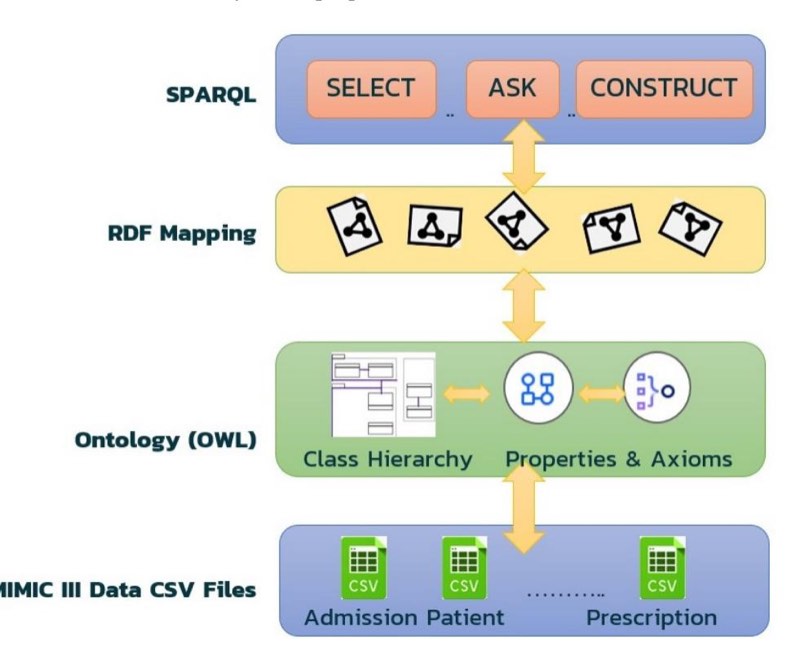 SPARQL
SELECT .. ASK .. CONSTRUCT
RDF Mapping
Ontology (OWL)
Class Hierarchy Properties & Axioms
MIMIC III Data CSV Files
CSV CSV ........... CSV
Admission Patient Prescription